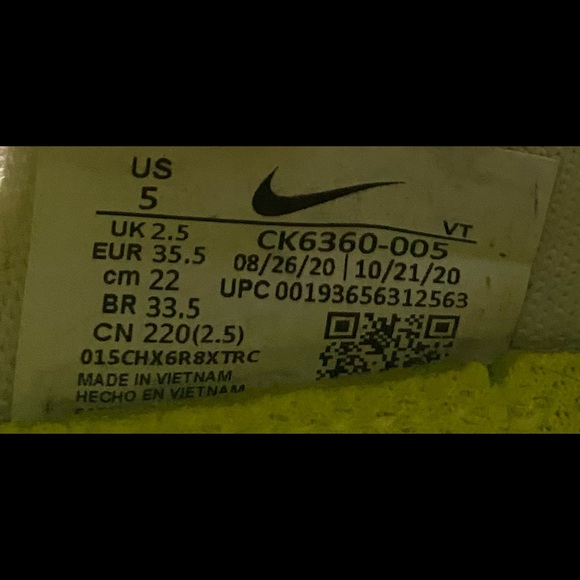 US
5
UK 2.5
EUR 35.5
cm 22
BR 33.5
CN 220(2.5)
015CHX6R8XTRC
MADE IN VIETNAM
HECHO EN VIETNAM
VT
CK6360-005
08/26/20 | 10/21/20
UPC 00193656312563